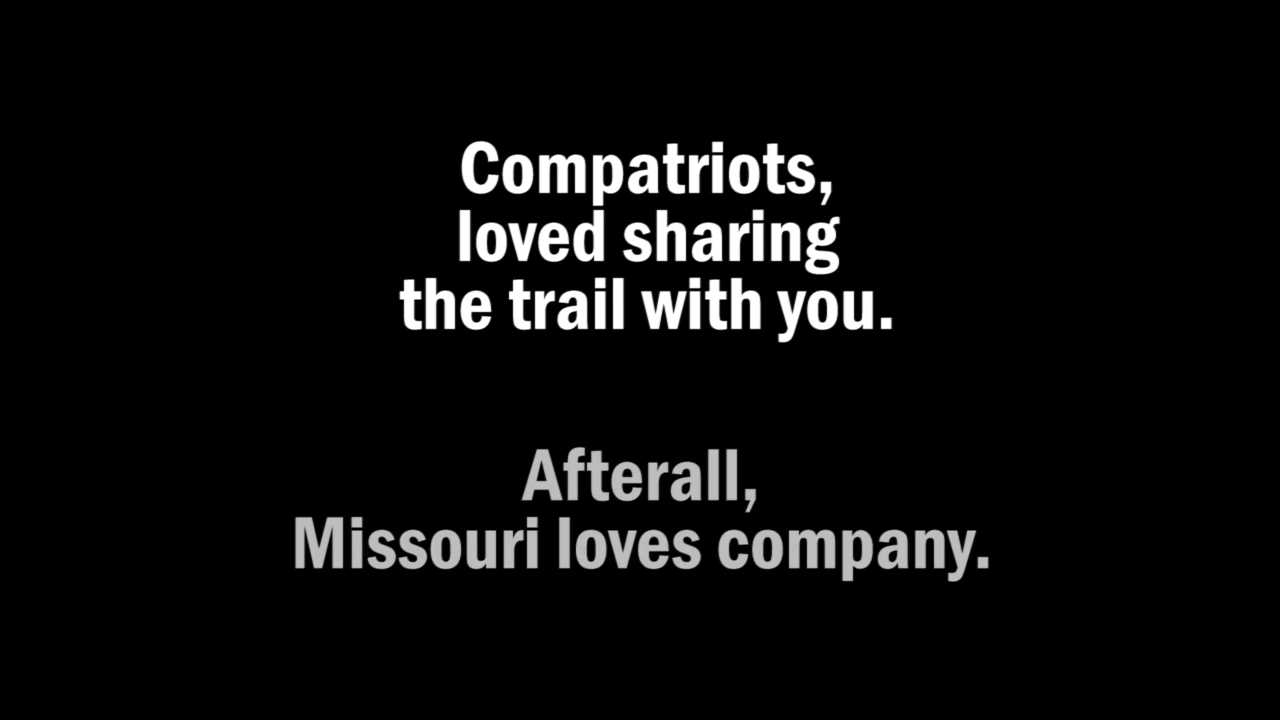 Compatriots,
loved sharing
the trail with you.
Afterall,
Missouri loves company.